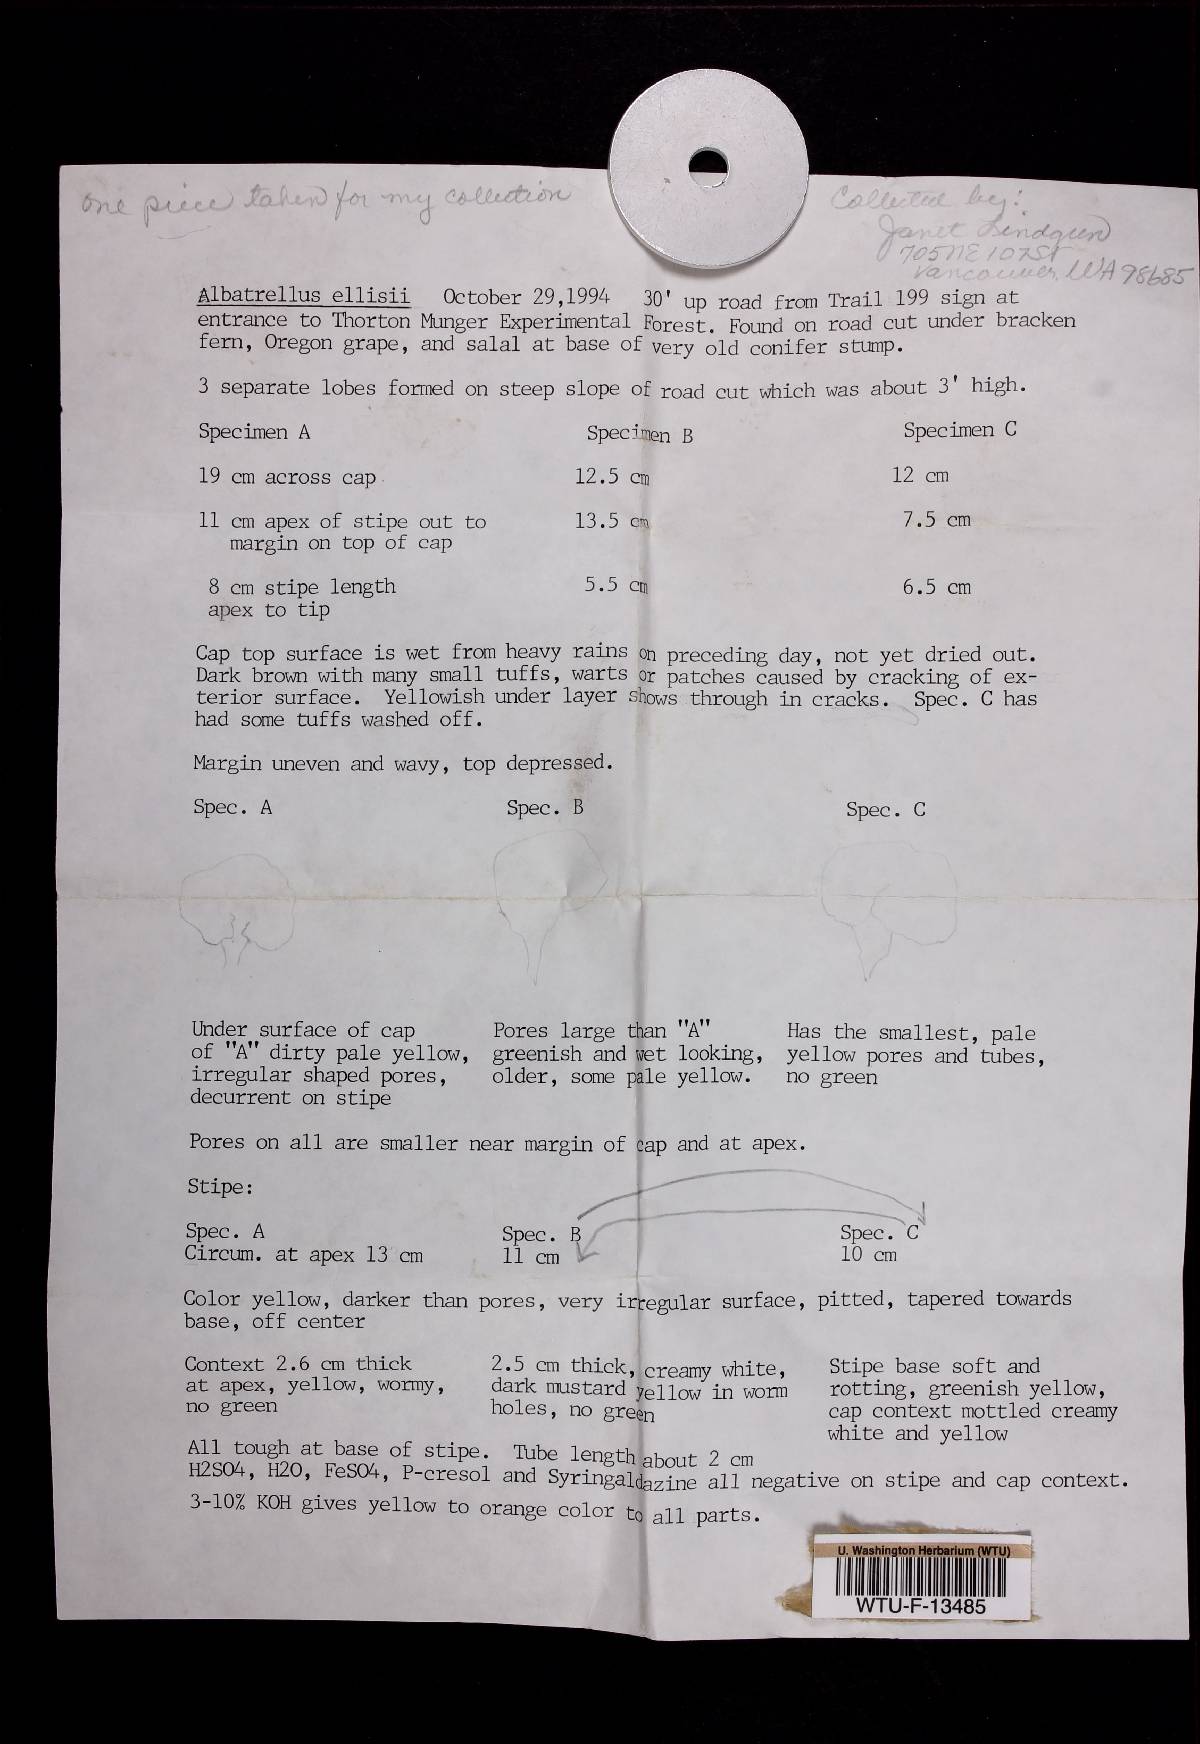 one piece taken for my collection
Collected by:
Janet Lindgren
705 NE 107 St
Vancouver, WA 98685
Albatrellus ellisii October 29,1994 30' up road from Trail 199 sign at
entrance to Thorton Munger Experimental Forest. Found on road cut under bracken
fern, Oregon grape, and salal at base of very old conifer stump.
3 separate lobes formed on steep slope of road cut which was about 3' high.
Specimen A Specimen B Specimen C
19 cm across cap 12.5 cm 12 cm
11 cm apex of stipe out to 13.5 cm 7.5 cm
margin on top of cap
8 cm stipe length 5.5 cm 6.5 cm
apex to tip
Cap top surface is wet from heavy rains on preceding day, not yet dried out.
Dark brown with many small tuffs, warts or patches caused by cracking of ex-
terior surface. Yellowish under layer shows through in cracks. Spec. C has
had some tuffs washed off.
Margin uneven and wavy, top depressed.
Spec. A Spec. B Spec. C
Under surface of cap Pores large than "A" Has the smallest, pale
of "A" dirty pale yellow, greenish and wet looking, yellow pores and tubes,
irregular shaped pores, older, some pale yellow. no green
decurrent on stipe
Pores on all are smaller near margin of cap and at apex.
Stipe:
Spec. A Spec. B Spec. C
Circum. at apex 13 cm 11 cm 10 cm
Color yellow, darker than pores, very irregular surface, pitted, tapered towards
base, off center
Context 2.6 cm thick 2.5 cm thick, creamy white, Stipe base soft and
at apex, yellow, wormy, dark mustard yellow in worm rotting, greenish yellow,
no green holes, no green cap context mottled creamy
white and yellow
All tough at base of stipe. Tube length about 2 cm
H2SO4, H2O, FeSO4, P-cresol and Syringaldazine all negative on stipe and cap context.
3-10% KOH gives yellow to orange color to all parts.
U. Washington Herbarium (WTU)
WTU-F-13485